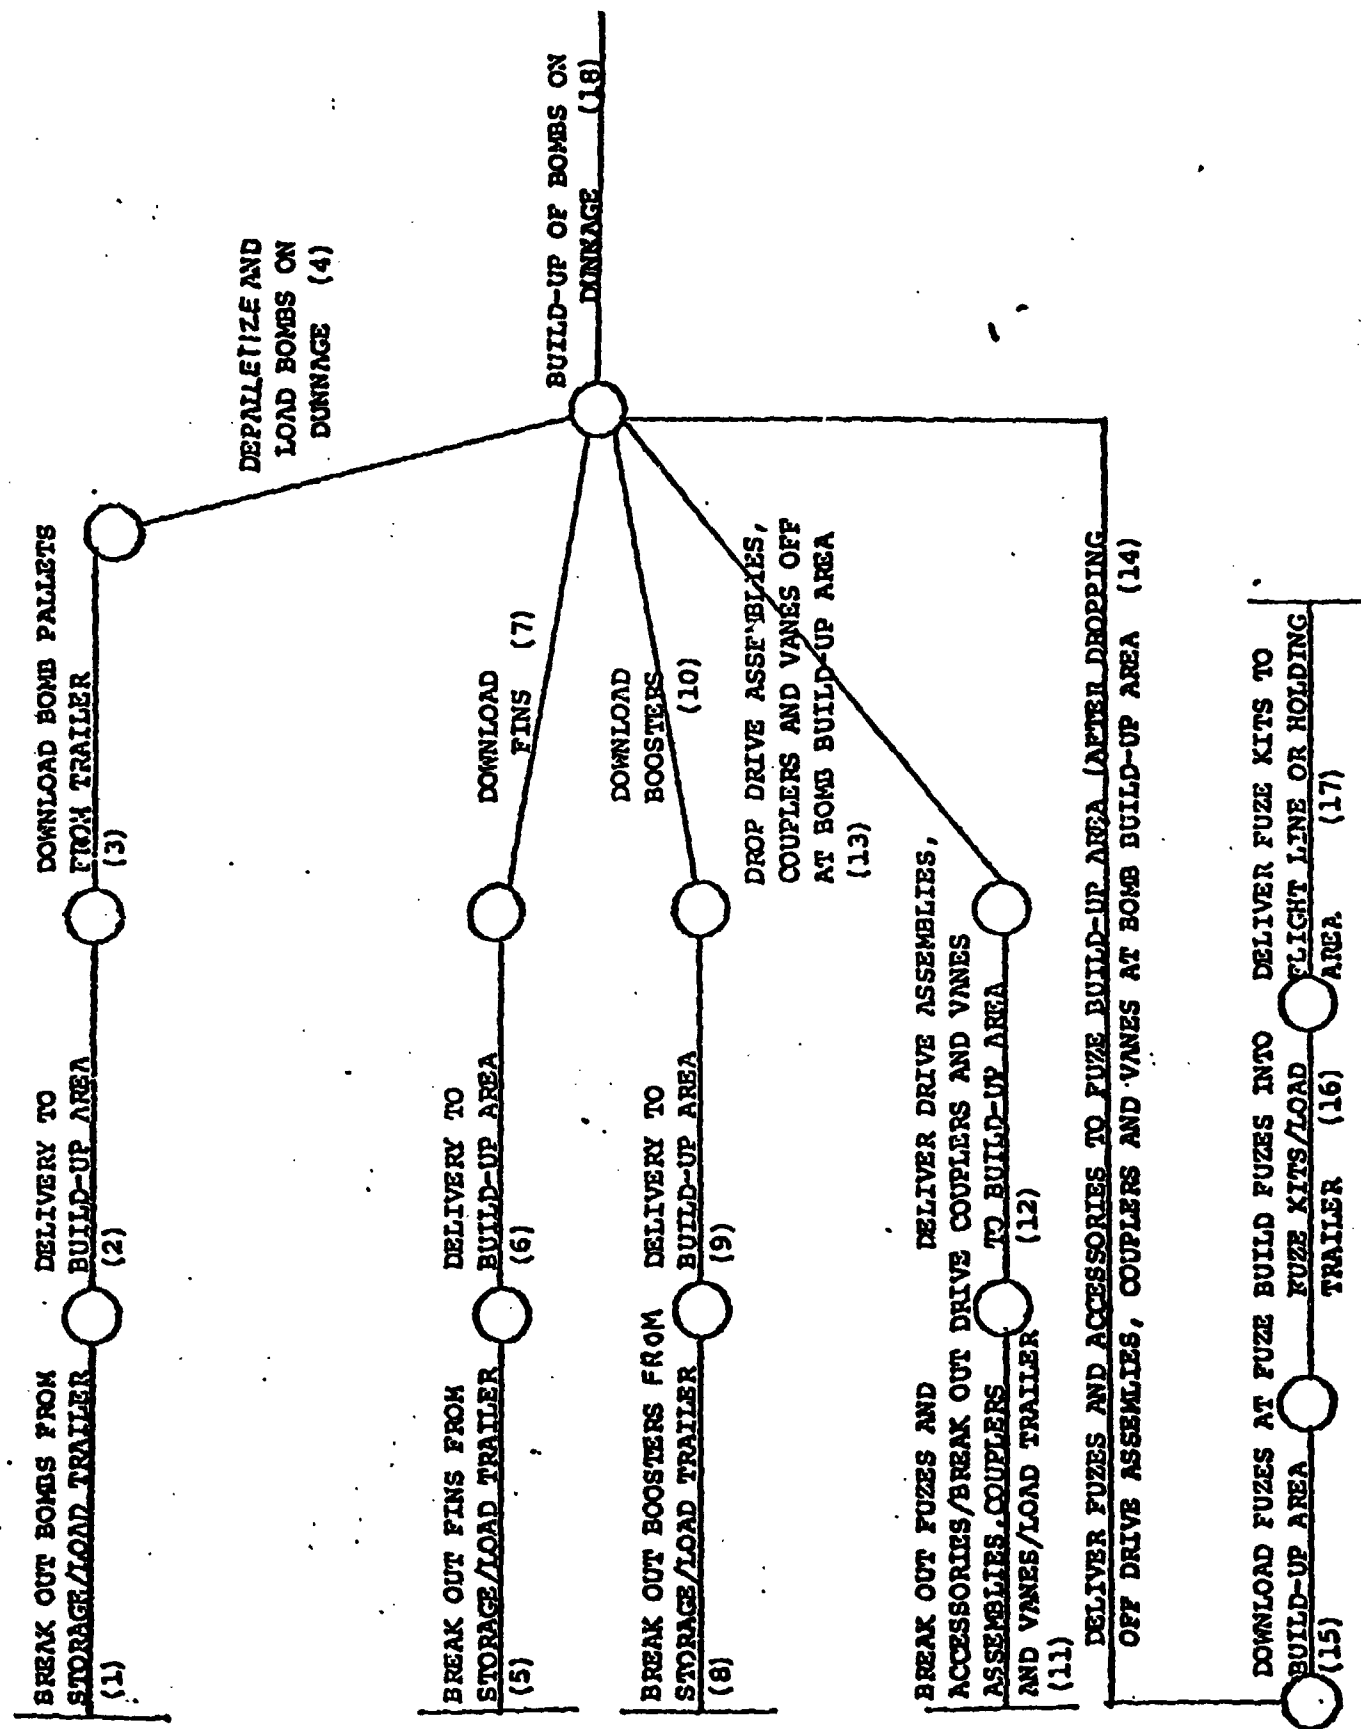 BREAK OUT BOMBS FROM
STORAGE/LOAD TRAILER
(1)
DELIVERY TO
BUILD-UP AREA
(2)
DOWNLOAD BOMB PALLETS
FROM TRAILER
(3)
DEPALLETIZE AND
LOAD BOMBS ON
DUNNAGE (4)
BREAK OUT FINS FROM
STORAGE/LOAD TRAILER
(5)
DELIVERY TO
BUILD-UP AREA
(6)
DOWNLOAD
FINS (7)
BUILD-UP OF BOMBS ON
DUNNAGE (18)
BREAK OUT BOOSTERS FROM
STORAGE/LOAD TRAILER
(8)
DELIVERY TO
BUILD-UP AREA
(9)
DOWNLOAD
BOOSTERS
(10)
DROP DRIVE ASSEMBLIES,
COUPLERS AND VANES OFF
AT BOMB BUILD-UP AREA
(13)
BREAK OUT FUZES AND
ACCESSORIES/BREAK OUT DRIVE
ASSEMBLIES,COUPLERS
AND VANES/LOAD TRAILER
(11)
DELIVER DRIVE ASSEMBLIES,
COUPLERS AND VANES
TO BUILD-UP AREA
(12)
DELIVER FUZES AND ACCESSORIES TO FUZE BUILD-UP AREA (AFTER DROPPING
OFF DRIVE ASSEMLIES, COUPLERS AND VANES AT BOMB BUILD-UP AREA (14)
DOWNLOAD FUZES AT FUZE
BUILD-UP AREA
(15)
BUILD FUZES INTO
FUZE KITS/LOAD
TRAILER (16)
DELIVER FUZE KITS TO
FLIGHT LINE OR HOLDING
AREA (17)